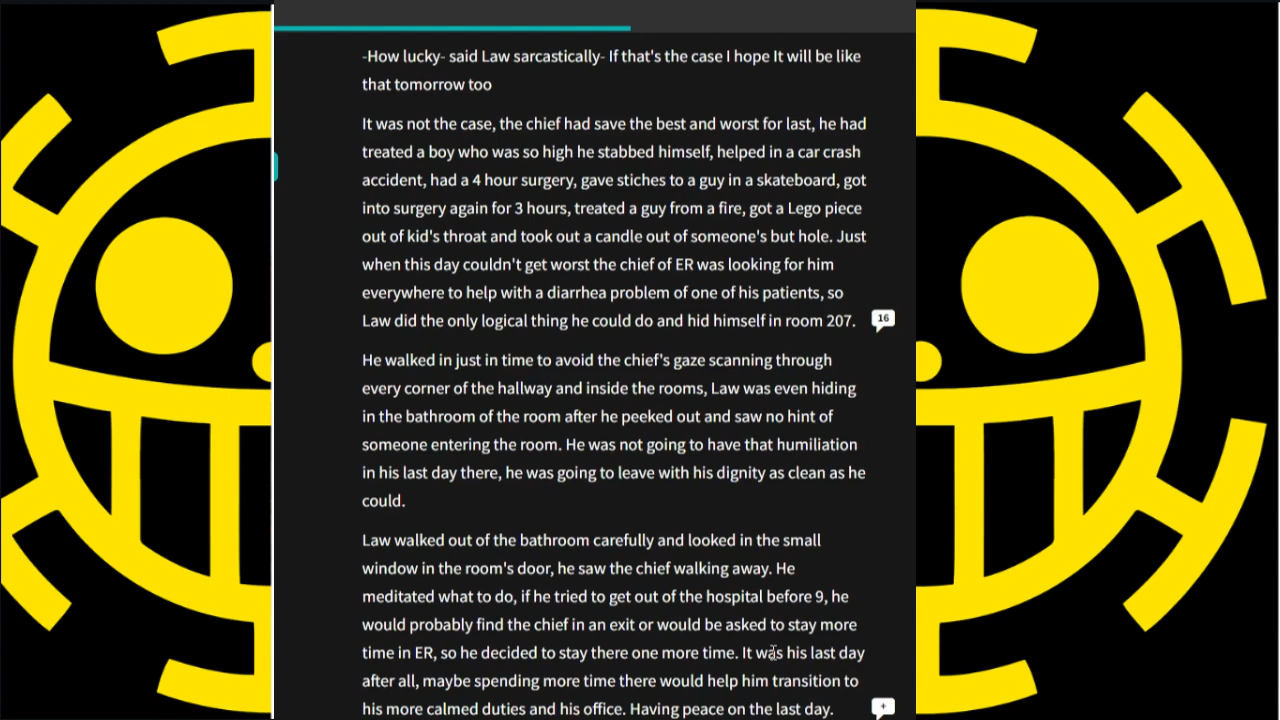 -How lucky- said Law sarcastically- If that's the case I hope It will be like
that tomorrow too
It was not the case, the chief had save the best and worst for last, he had
treated a boy who was so high he stabbed himself, helped in a car crash
accident, had a 4 hour surgery, gave stiches to a guy in a skateboard, got
into surgery again for 3 hours, treated a guy from a fire, got a Lego piece
out of kid's throat and took out a candle out of someone's but hole. Just
when this day couldn't get worst the chief of ER was looking for him
everywhere to help with a diarrhea problem of one of his patients, so
Law did the only logical thing he could do and hid himself in room 207.
16
He walked in just in time to avoid the chief's gaze scanning through
every corner of the hallway and inside the rooms, Law was even hiding
in the bathroom of the room after he peeked out and saw no hint of
someone entering the room. He was not going to have that humiliation
in his last day there, he was going to leave with his dignity as clean as he
could.
Law walked out of the bathroom carefully and looked in the small
window in the room's door, he saw the chief walking away. He
meditated what to do, if he tried to get out of the hospital before 9, he
would probably find the chief in an exit or would be asked to stay more
time in ER, so he decided to stay there one more time. It was his last day
after all, maybe spending more time there would help him transition to
his more calmed duties and his office. Having peace on the last day.
+